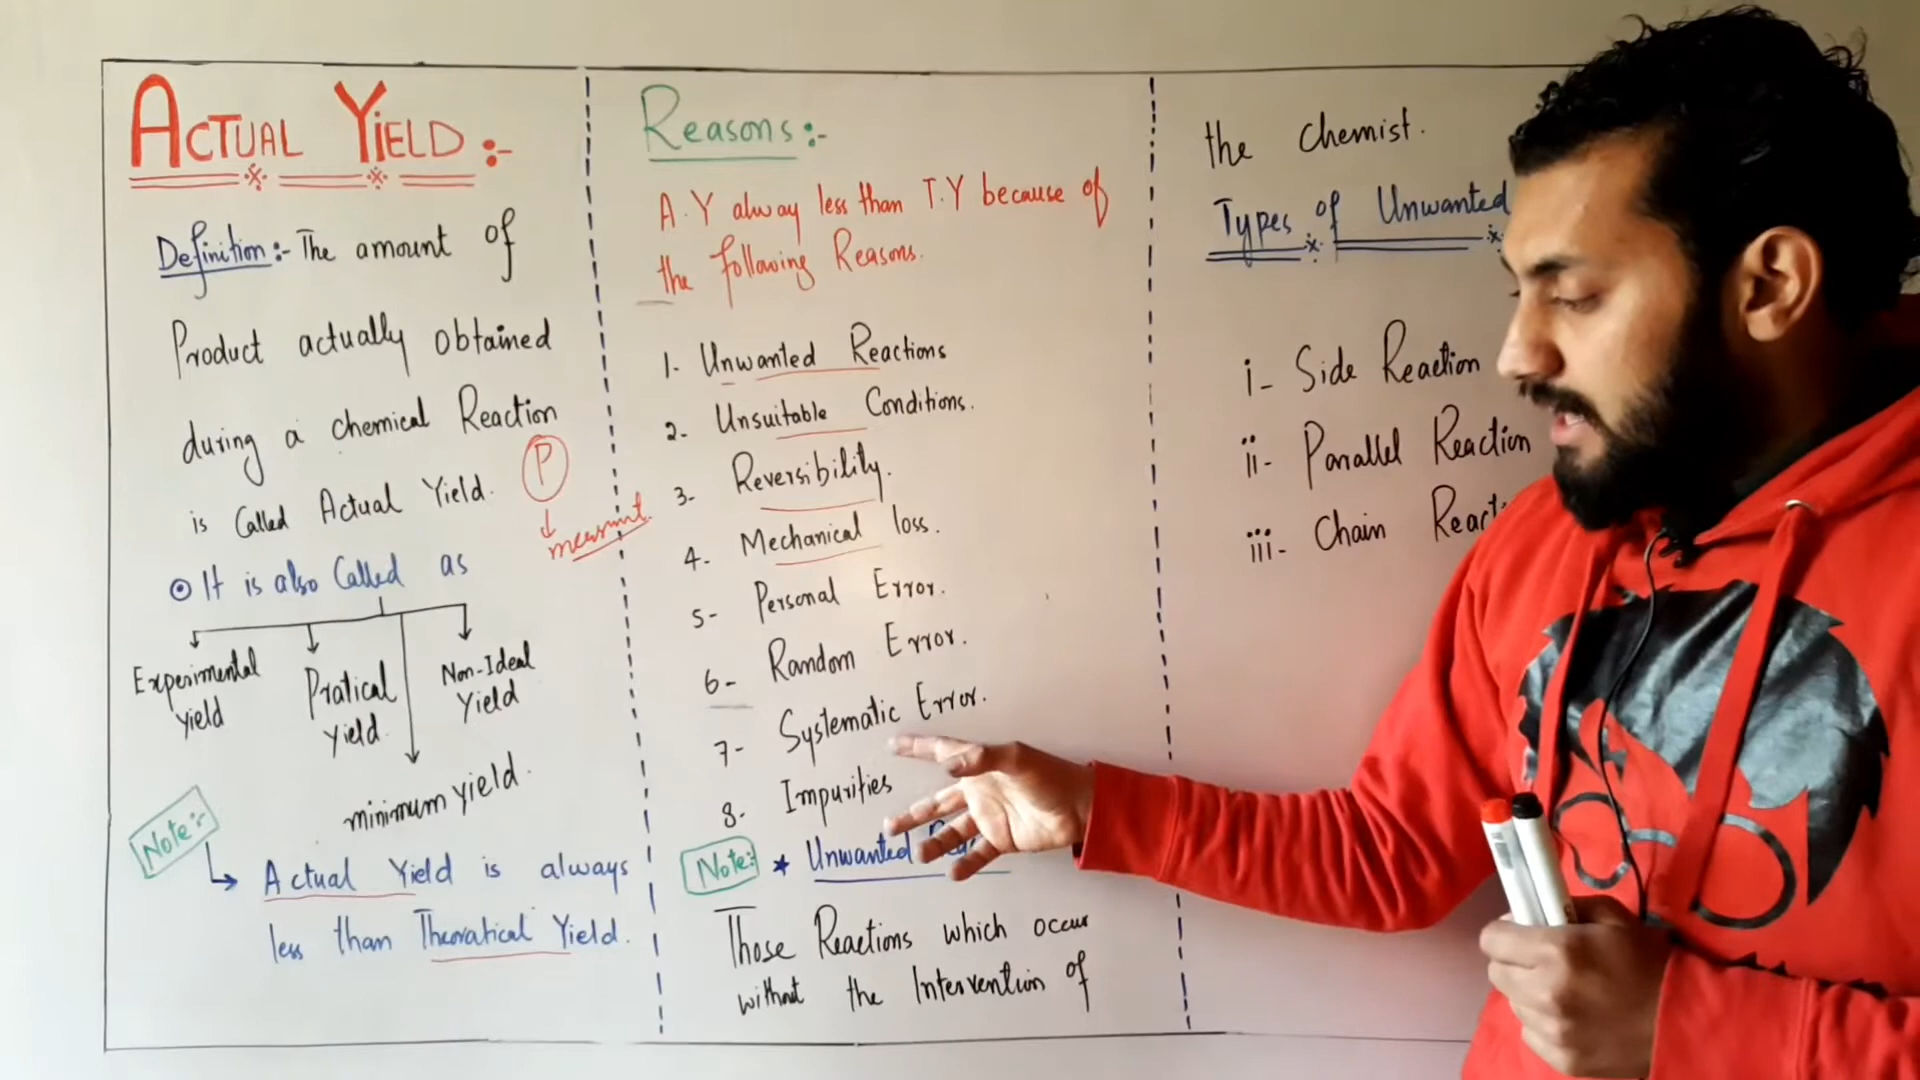 ACTUAL YiELD :-
Definition:- The amount of
Product actually obtained
during a chemical Reaction
is Called Actual Yield.
P
It is also Called as
Experimental
yield
Pratical
Yield.
Non-Ideal
Yield
minimum yield.
Note:-
Actual Yield is always
less than Theoratical Yield.
Reasons:-
A.Y alway less than T.Y because of
the following Reasons.
1- Unwanted Reactions
2- Unsuitable Conditions.
3- Reversibility.
4- Mechanical loss.
5- Personal Error.
6- Random Error.
7- Systematic Error.
8- Impurities
Note:- * Unwanted
Those Reactions which occur
without the Intervention of
the chemist.
Types of Unwanted
i- Side Reaction
ii- Parallel Reaction
iii- Chain